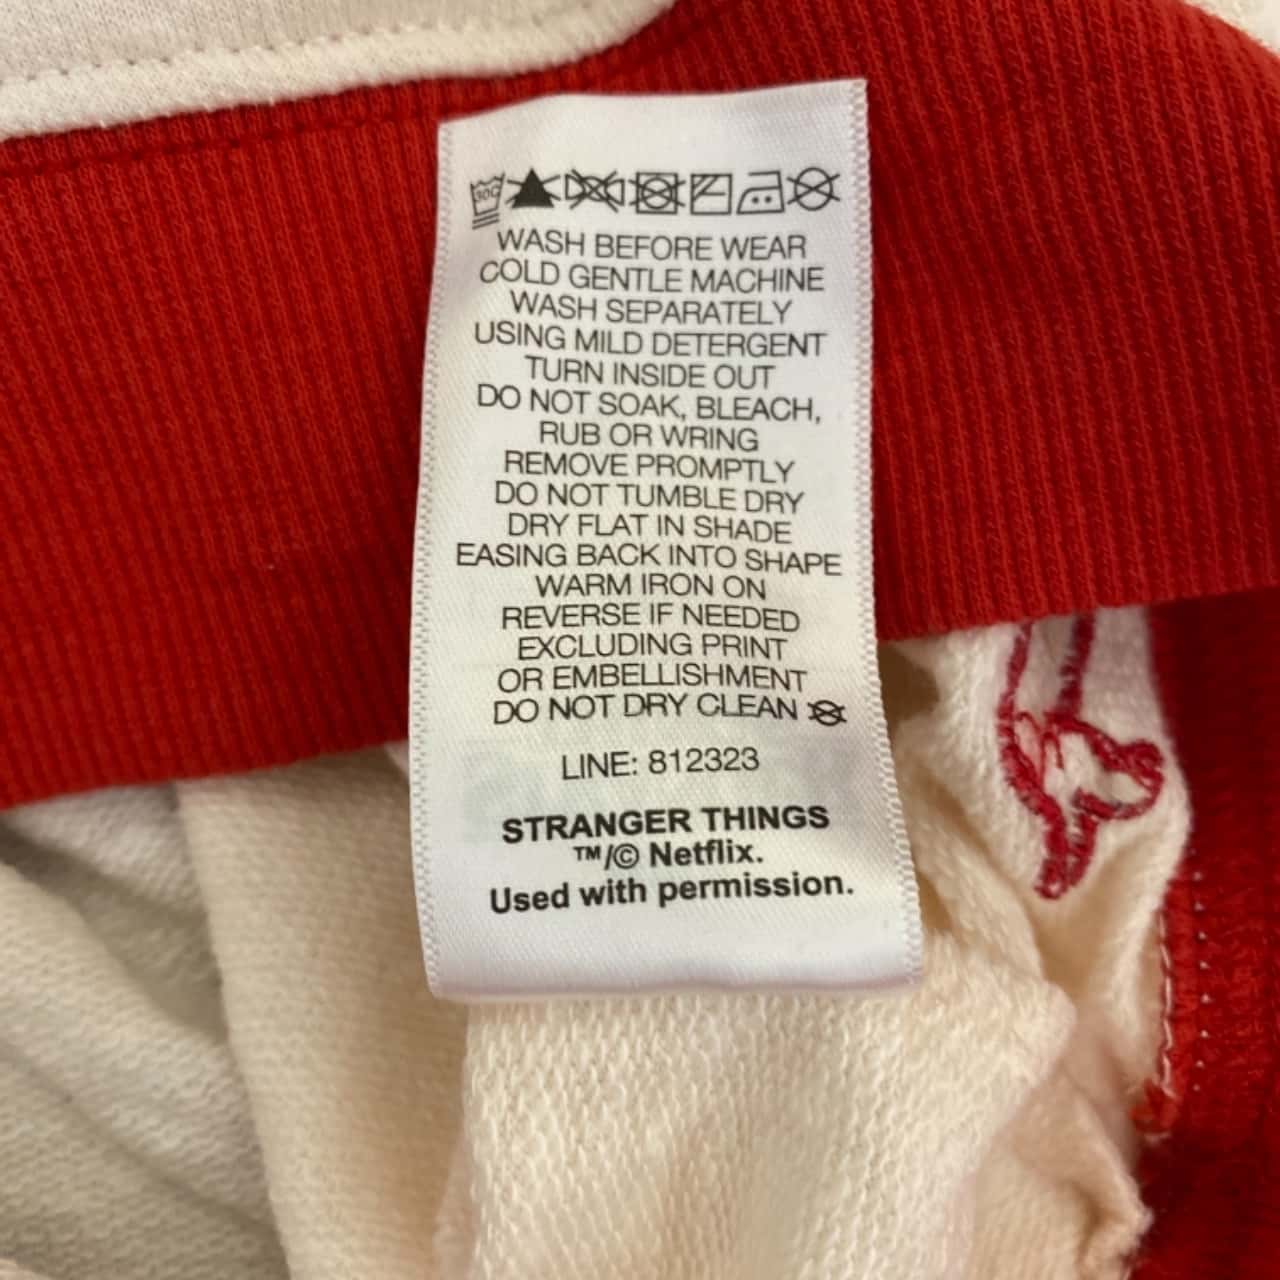 30C
WASH BEFORE WEAR
COLD GENTLE MACHINE
WASH SEPARATELY
USING MILD DETERGENT
TURN INSIDE OUT
DO NOT SOAK, BLEACH,
RUB OR WRING
REMOVE PROMPTLY
DO NOT TUMBLE DRY
DRY FLAT IN SHADE
EASING BACK INTO SHAPE
WARM IRON ON
REVERSE IF NEEDED
EXCLUDING PRINT
OR EMBELLISHMENT
DO NOT DRY CLEAN
LINE: 812323
STRANGER THINGS
™/© Netflix.
Used with permission.